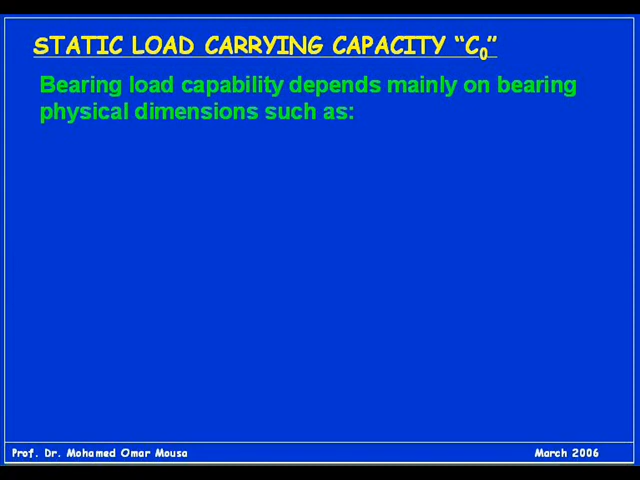 STATIC LOAD CARRYING CAPACITY “C₀”
Bearing load capability depends mainly on bearing
physical dimensions such as:
Prof. Dr. Mohamed Omar Mousa March 2006